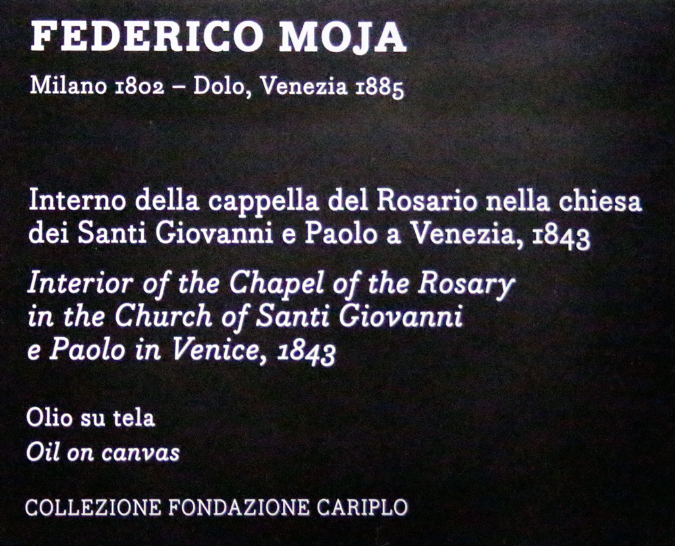 FEDERICO MOJA
Milano 1802 – Dolo, Venezia 1885
Interno della cappella del Rosario nella chiesa
dei Santi Giovanni e Paolo a Venezia, 1843
Interior of the Chapel of the Rosary
in the Church of Santi Giovanni
e Paolo in Venice, 1843
Olio su tela
Oil on canvas
COLLEZIONE FONDAZIONE CARIPLO